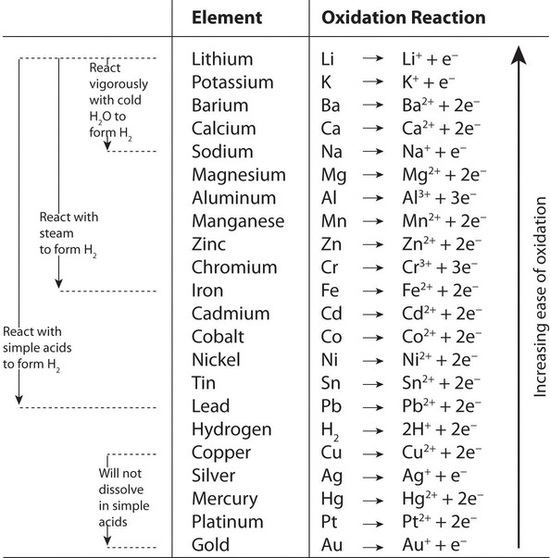 Element Oxidation Reaction
Lithium Li → Li⁺ + e⁻
Potassium K → K⁺ + e⁻
Barium Ba → Ba²⁺ + 2e⁻
Calcium Ca → Ca²⁺ + 2e⁻
Sodium Na → Na⁺ + e⁻
Magnesium Mg → Mg²⁺ + 2e⁻
Aluminum Al → Al³⁺ + 3e⁻
Manganese Mn → Mn²⁺ + 2e⁻
Zinc Zn → Zn²⁺ + 2e⁻
Chromium Cr → Cr³⁺ + 3e⁻
Iron Fe → Fe²⁺ + 2e⁻
Cadmium Cd → Cd²⁺ + 2e⁻
Cobalt Co → Co²⁺ + 2e⁻
Nickel Ni → Ni²⁺ + 2e⁻
Tin Sn → Sn²⁺ + 2e⁻
Lead Pb → Pb²⁺ + 2e⁻
Hydrogen H₂ → 2H⁺ + 2e⁻
Copper Cu → Cu²⁺ + 2e⁻
Silver Ag → Ag⁺ + e⁻
Mercury Hg → Hg²⁺ + 2e⁻
Platinum Pt → Pt²⁺ + 2e⁻
Gold Au → Au⁺ + e⁻
React
vigorously
with cold
H₂O to
form H₂
React with
steam
to form H₂
React with
simple acids
to form H₂
Will not
dissolve
in simple
acids
Increasing ease of oxidation